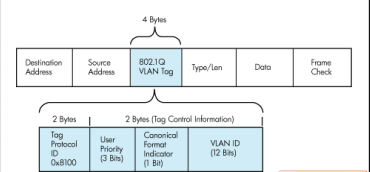 4 Bytes
Destination Address
Source Address
802.1Q VLAN Tag
Type/Len
Data
Frame Check
2 Bytes
2 Bytes (Tag Control Information)
Tag Protocol ID 0x8100
User Priority (3 Bits)
Canonical Format Indicator (1 Bit)
VLAN ID (12 Bits)